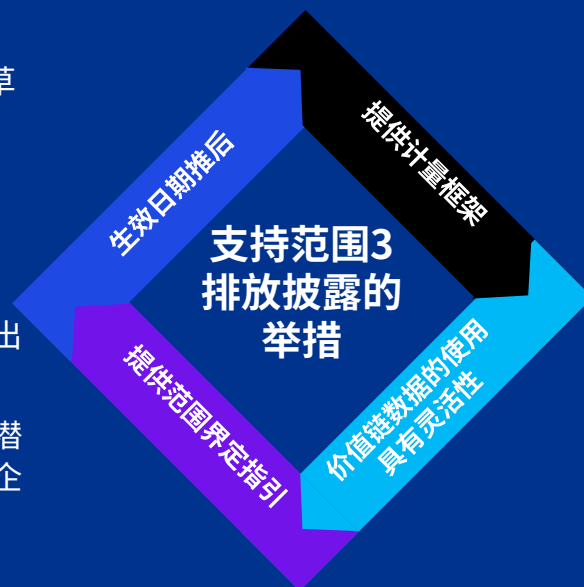 草
出
潜
企
生效日期推后
提供计量框架
支持范围3
排放披露的
举措
提供范围界定指引
价值链数据的使用
具有灵活性